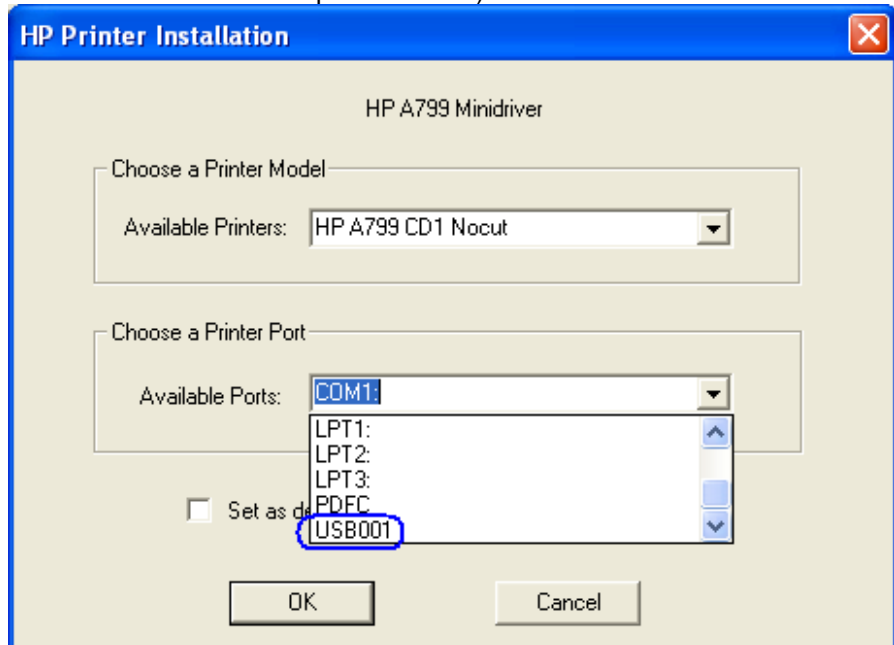 HP Printer Installation
HP A799 Minidriver
Choose a Printer Model
Available Printers: HP A799 CD1 Nocut
Choose a Printer Port
Available Ports: COM1:
LPT1:
LPT2:
LPT3:
PDFC
Set as
USB001
OK Cancel